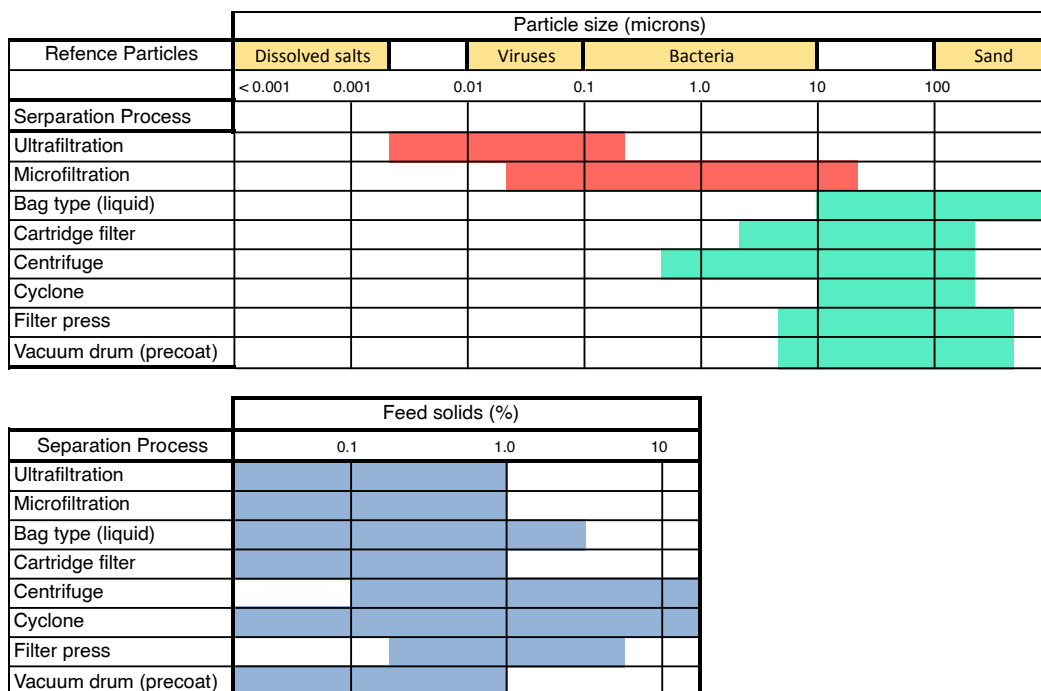 Particle size (microns)
Refence Particles Dissolved salts Viruses Bacteria Sand
< 0.001 0.001 0.01 0.1 1.0 10 100
Serparation Process
Ultrafiltration
Microfiltration
Bag type (liquid)
Cartridge filter
Centrifuge
Cyclone
Filter press
Vacuum drum (precoat)
Feed solids (%)
Separation Process 0.1 1.0 10
Ultrafiltration
Microfiltration
Bag type (liquid)
Cartridge filter
Centrifuge
Cyclone
Filter press
Vacuum drum (precoat)